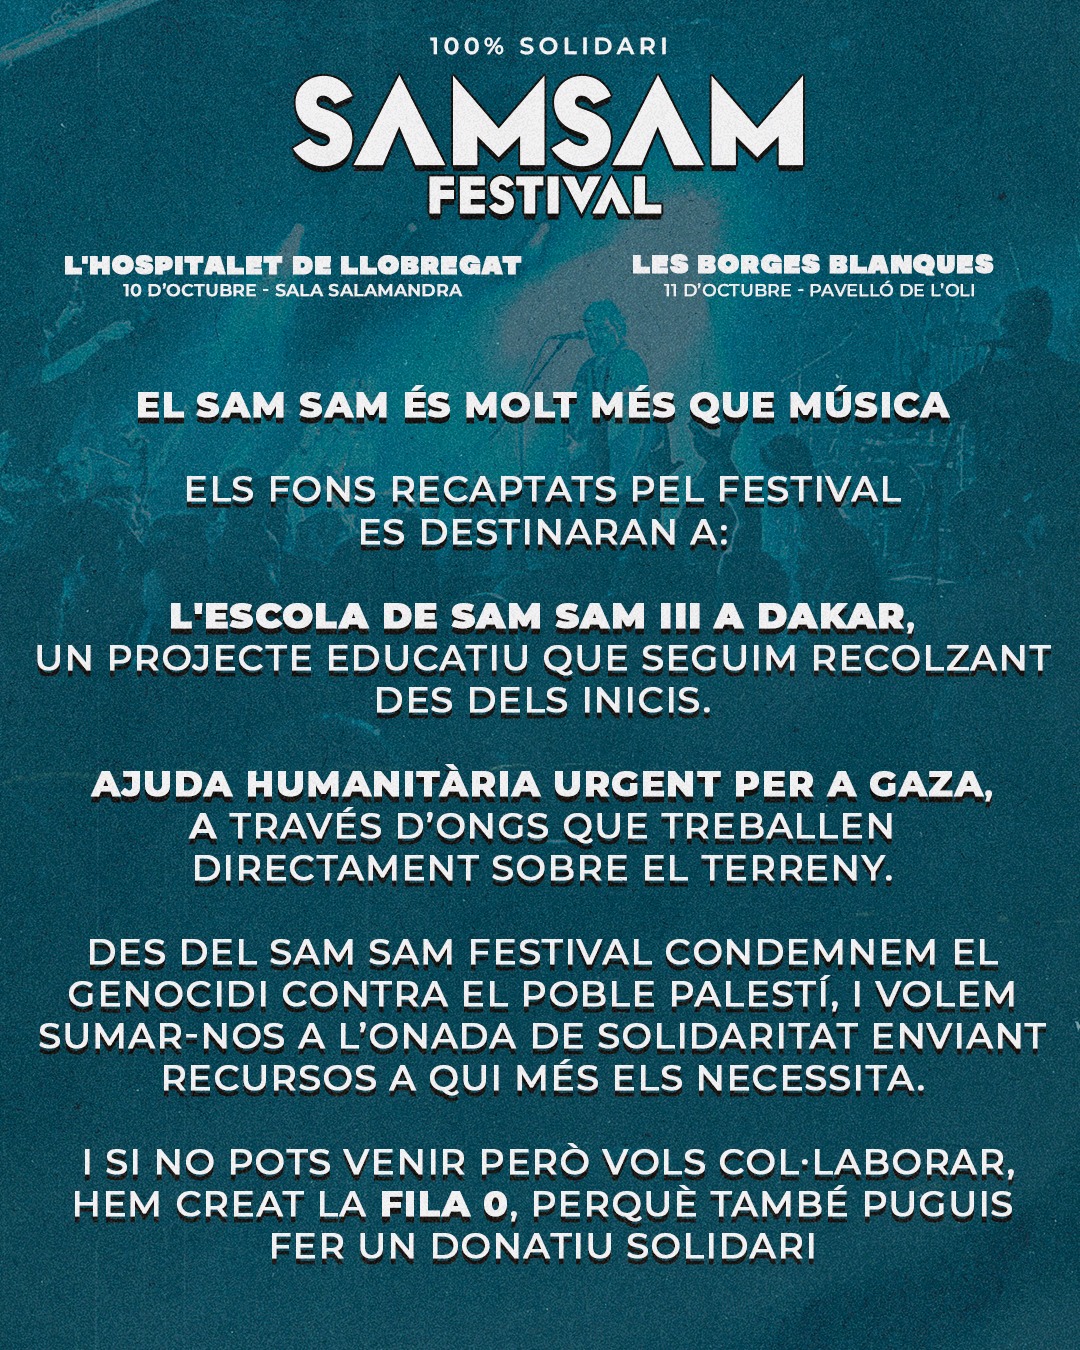 100% SOLIDARI
SAMSAM
FESTIVAL
L'HOSPITALET DE LLOBREGAT
10 D'OCTUBRE - SALA SALAMANDRA
LES BORGES BLANQUES
11 D'OCTUBRE - PAVELLÓ DE L'OLI
EL SAM SAM ÉS MOLT MÉS QUE MÚSICA
ELS FONS RECAPTATS PEL FESTIVAL
ES DESTINARAN A:
L'ESCOLA DE SAM SAM III A DAKAR,
UN PROJECTE EDUCATIU QUE SEGUIM RECOLZANT
DES DELS INICIS.
AJUDA HUMANITÀRIA URGENT PER A GAZA,
A TRAVÉS D'ONGS QUE TREBALLEN
DIRECTAMENT SOBRE EL TERRENY.
DES DEL SAM SAM FESTIVAL CONDEMNEM EL
GENOCIDI CONTRA EL POBLE PALESTÍ, I VOLEM
SUMAR-NOS A L'ONADA DE SOLIDARITAT ENVIANT
RECURSOS A QUI MÉS ELS NECESSITA.
I SI NO POTS VENIR PERÒ VOLS COL·LABORAR,
HEM CREAT LA FILA 0, PERQUÈ TAMBÉ PUGUIS
FER UN DONATIU SOLIDARI